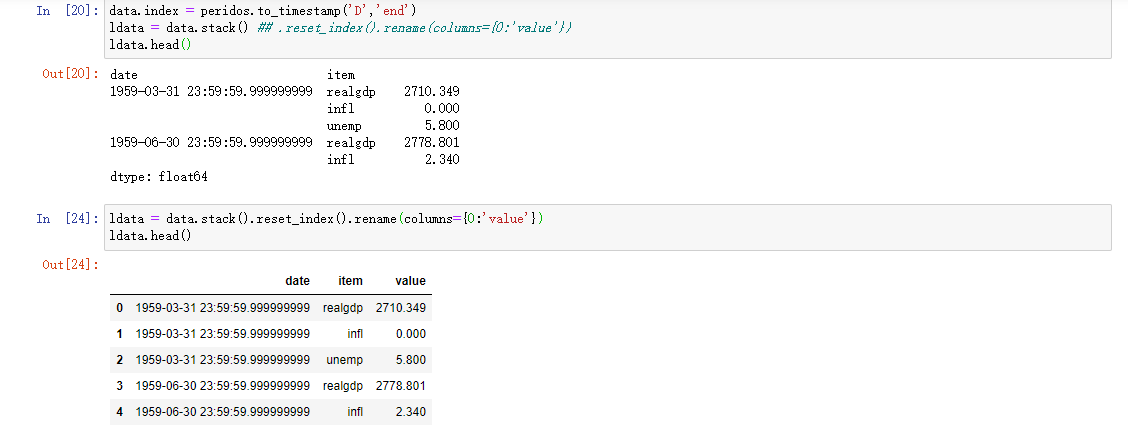 In [20]: data.index = peridos.to_timestamp('D','end')
ldata = data.stack() ## .reset_index().rename(columns={0:'value'})
ldata.head()
Out[20]: date item
1959-03-31 23:59:59.999999999 realgdp 2710.349
infl 0.000
unemp 5.800
1959-06-30 23:59:59.999999999 realgdp 2778.801
infl 2.340
dtype: float64
In [24]: ldata = data.stack().reset_index().rename(columns={0:'value'})
ldata.head()
Out[24]:
date item value
0 1959-03-31 23:59:59.999999999 realgdp 2710.349
1 1959-03-31 23:59:59.999999999 infl 0.000
2 1959-03-31 23:59:59.999999999 unemp 5.800
3 1959-06-30 23:59:59.999999999 realgdp 2778.801
4 1959-06-30 23:59:59.999999999 infl 2.340